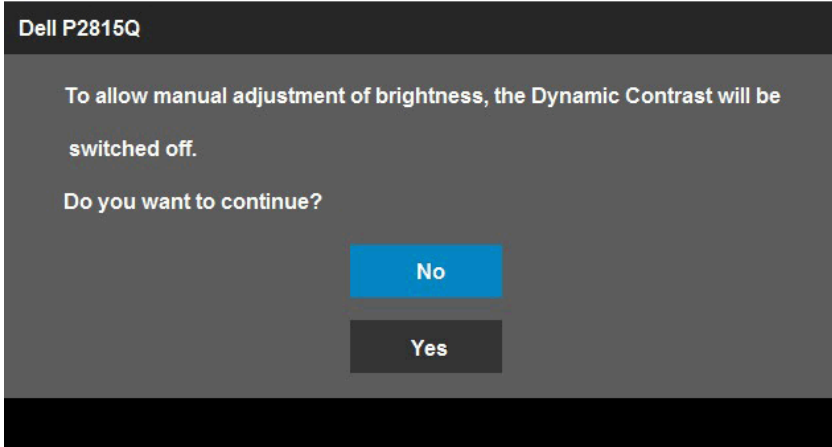 Dell P2815Q
To allow manual adjustment of brightness, the Dynamic Contrast will be
switched off.
Do you want to continue?
No
Yes